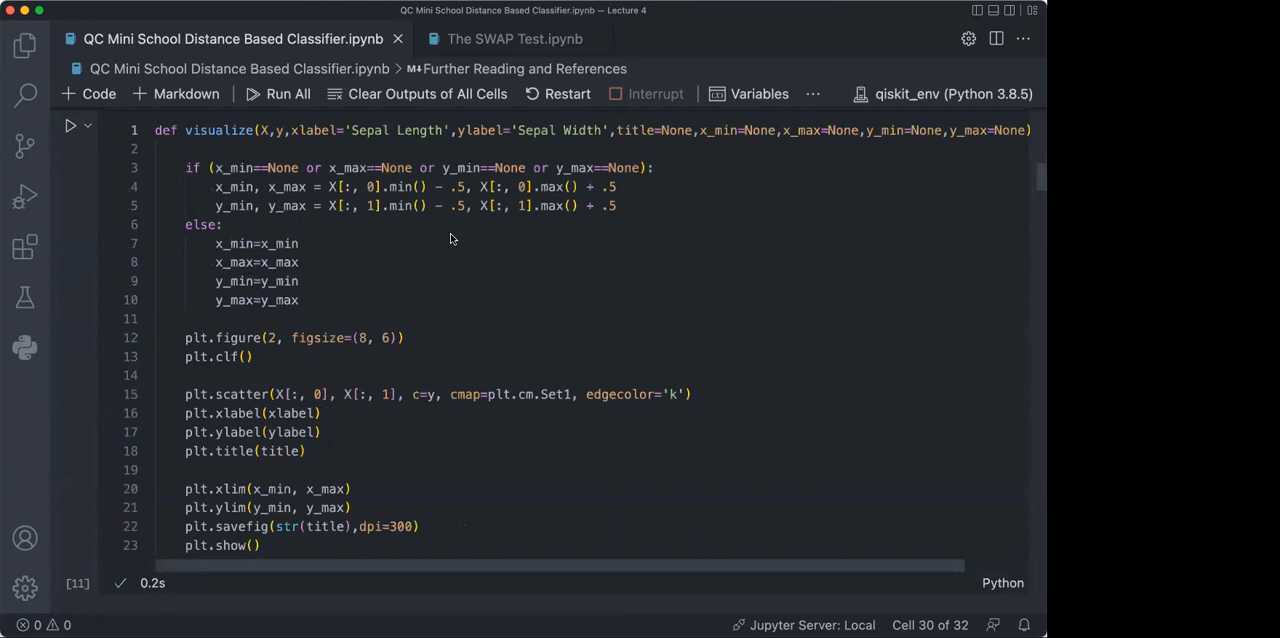 QC Mini School Distance Based Classifier.ipynb — Lecture 4
QC Mini School Distance Based Classifier.ipynb
The SWAP Test.ipynb
QC Mini School Distance Based Classifier.ipynb > M↓Further Reading and References
+ Code + Markdown | Run All Clear Outputs of All Cells Restart Interrupt | Variables ··· qiskit_env (Python 3.8.5)
1 def visualize(X,y,xlabel='Sepal Length',ylabel='Sepal Width',title=None,x_min=None,x_max=None,y_min=None,y_max=None)
2
3 if (x_min==None or x_max==None or y_min==None or y_max==None):
4 x_min, x_max = X[:, 0].min() - .5, X[:, 0].max() + .5
5 y_min, y_max = X[:, 1].min() - .5, X[:, 1].max() + .5
6 else:
7 x_min=x_min
8 x_max=x_max
9 y_min=y_min
10 y_max=y_max
11
12 plt.figure(2, figsize=(8, 6))
13 plt.clf()
14
15 plt.scatter(X[:, 0], X[:, 1], c=y, cmap=plt.cm.Set1, edgecolor='k')
16 plt.xlabel(xlabel)
17 plt.ylabel(ylabel)
18 plt.title(title)
19
20 plt.xlim(x_min, x_max)
21 plt.ylim(y_min, y_max)
22 plt.savefig(str(title),dpi=300)
23 plt.show()
[11] ✓ 0.2s Python
0 0 Jupyter Server: Local Cell 30 of 32